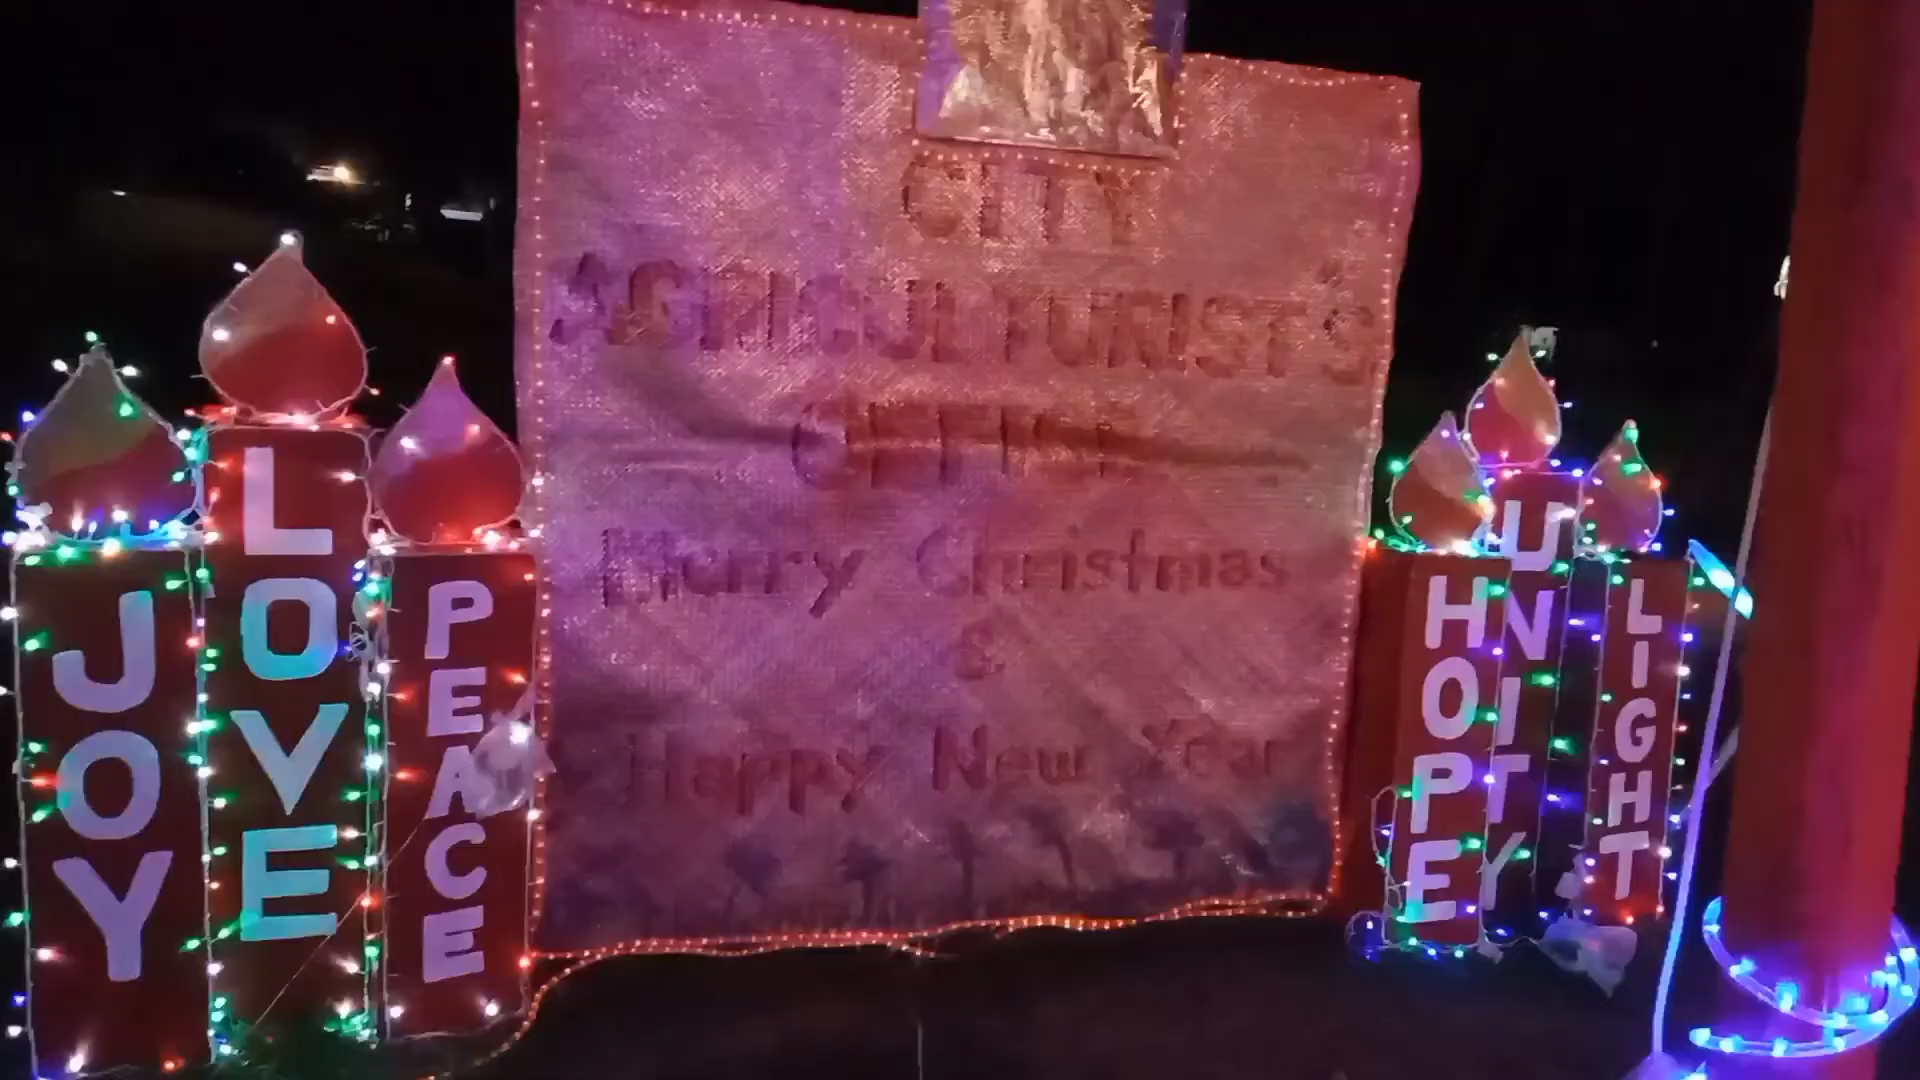 CITY
AGRICULTURIST'S
OFFICE
Merry Christmas
&
Happy New Year
JOY
LOVE
PEACE
HOPE
UNITY
LIGHT